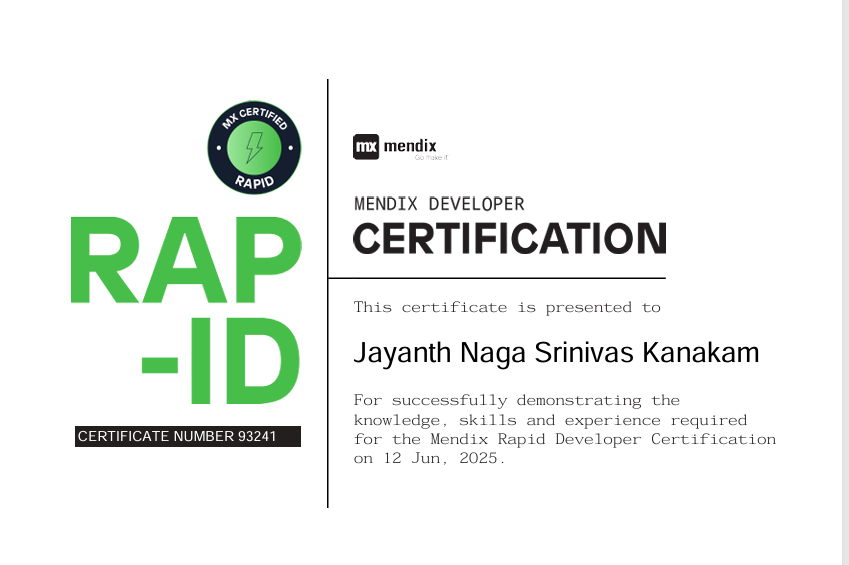 MX CERTIFIED
RAPID
RAP
-ID
CERTIFICATE NUMBER 93241
mx mendix
Go make it
MENDIX DEVELOPER
CERTIFICATION
This certificate is presented to
Jayanth Naga Srinivas Kanakam
For successfully demonstrating the
knowledge, skills and experience required
for the Mendix Rapid Developer Certification
on 12 Jun, 2025.